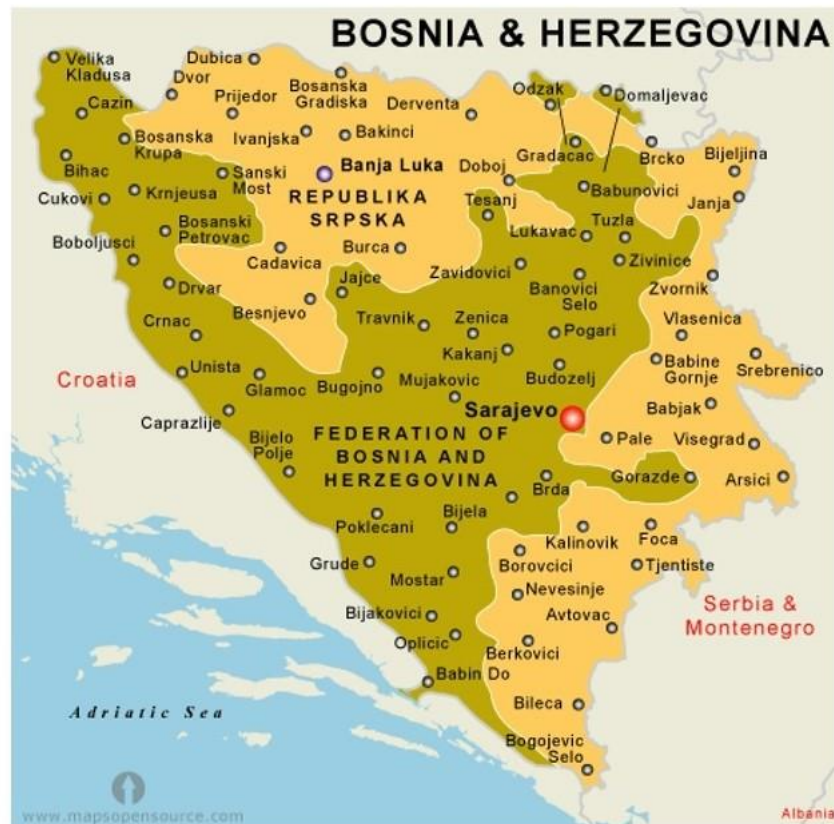 BOSNIA & HERZEGOVINA
Velika
Kladusa
Dubica
Dvor
Bosanska
Gradiska
Odzak
Domaljevac
Cazin
Prijedor
Derventa
Bosanska
Krupa
Ivanjska
Bakinci
Gradacac
Brcko
Bijeljina
Bihac
Sanski
Most
Banja Luka
Doboj
Babunovici
Cukovi
Krnjeusa
REPUBLIKA
SRPSKA
Tesanj
Janja
Bosanski
Petrovac
Lukavac
Tuzla
Boboljusci
Cadavica
Burca
Zavidovici
Zivinice
Drvar
Jajce
Banovici
Selo
Zvornik
Besnjevo
Crnac
Travnik
Zenica
Pogari
Vlasenica
Kakanj
Unista
Glamoc
Bugojno
Mujakovic
Budozelj
Babine
Gornje
Srebrenico
Croatia
Caprazlije
Sarajevo
Babjak
Bijelo
Polje
FEDERATION OF
BOSNIA AND
HERZEGOVINA
Pale
Visegrad
Gorazde
Arsici
Brda
Poklecani
Bijela
Kalinovik
Foca
Grude
Borovcici
Tjentiste
Mostar
Nevesinje
Serbia &
Montenegro
Bijakovici
Avtovac
Oplicic
Berkovici
Babin Do
Adriatic Sea
Bileca
Bogojevic
Selo
www.mapsopensource.com
Albania